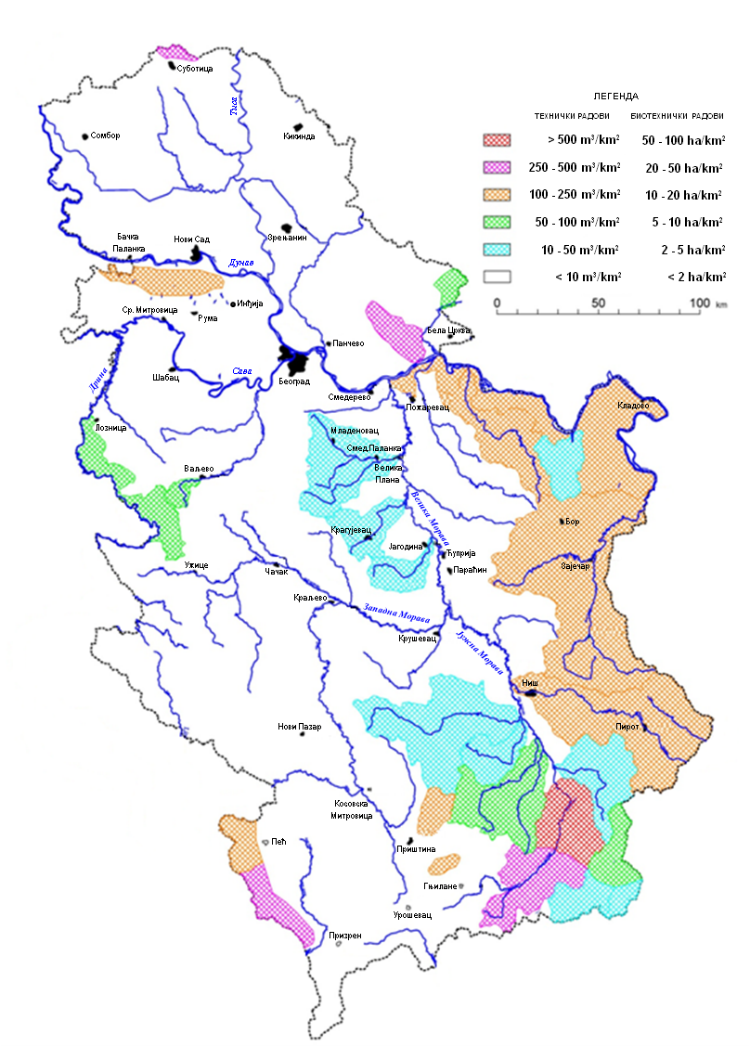 Суботица
Тиса
Сомбор
Кикинда
ЛЕГЕНДА
ТЕХНИЧКИ РАДОВИ БИОТЕХНИЧКИ РАДОВИ
> 500 m³/km² 50 - 100 ha/km²
250 - 500 m³/km² 20 - 50 ha/km²
100 - 250 m³/km² 10 - 20 ha/km²
50 - 100 m³/km² 5 - 10 ha/km²
10 - 50 m³/km² 2 - 5 ha/km²
< 10 m³/km² < 2 ha/km²
0 50 100 km
Бачка
Паланка
Нови Сад
Зрењанин
Дунав
Инђија
Ср. Митровица
Рума
Бела Црква
Панчево
Дрина
Шабац
Сава
Београд
Смедерево
Пожаревац
Кладово
Лозница
Младеновац
Смед.Паланка
Велика
Плана
Ваљево
Велика Морава
Крагујевац
Јагодина
Ћуприја
Параћин
Бор
Зајечар
Ужице
Чачак
Краљево
Западна Морава
Крушевац
Јужна Морава
Ниш
Пирот
Нови Пазар
Косовска
Митровица
Пећ
Приштина
Гњилане
Урошевац
Призрен